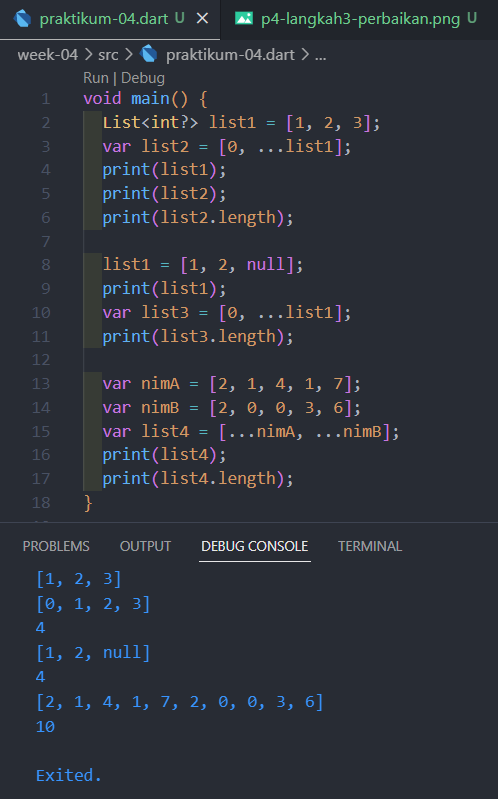 praktikum-04.dart U × p4-langkah3-perbaikan.png U
week-04 > src > praktikum-04.dart > ...
Run | Debug
1 void main() {
2 List<int?> list1 = [1, 2, 3];
3 var list2 = [0, ...list1];
4 print(list1);
5 print(list2);
6 print(list2.length);
7
8 list1 = [1, 2, null];
9 print(list1);
10 var list3 = [0, ...list1];
11 print(list3.length);
12
13 var nimA = [2, 1, 4, 1, 7];
14 var nimB = [2, 0, 0, 3, 6];
15 var list4 = [...nimA, ...nimB];
16 print(list4);
17 print(list4.length);
18 }
PROBLEMS OUTPUT DEBUG CONSOLE TERMINAL
[1, 2, 3]
[0, 1, 2, 3]
4
[1, 2, null]
4
[2, 1, 4, 1, 7, 2, 0, 0, 3, 6]
10
Exited.